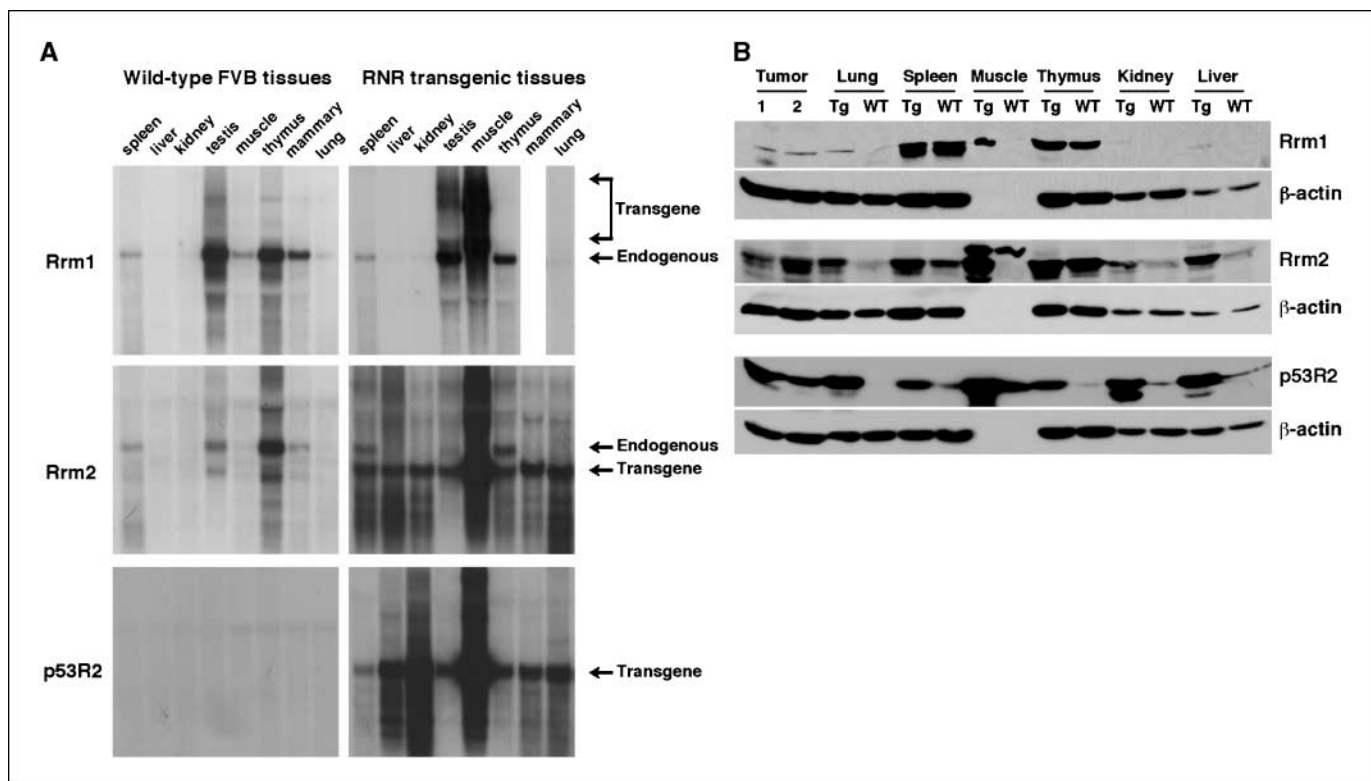 A
Wild-type FVB tissues
RNR transgenic tissues
spleen
liver
kidney
testis
muscle
thymus
mammary
lung
spleen
liver
kidney
testis
muscle
thymus
mammary
lung
Rrm1
Transgene
Endogenous
Rrm2
Endogenous
Transgene
p53R2
Transgene
B
Tumor Lung Spleen Muscle Thymus Kidney Liver
1 2 Tg WT Tg WT Tg WT Tg WT Tg WT Tg WT
Rrm1
β-actin
Rrm2
β-actin
p53R2
β-actin